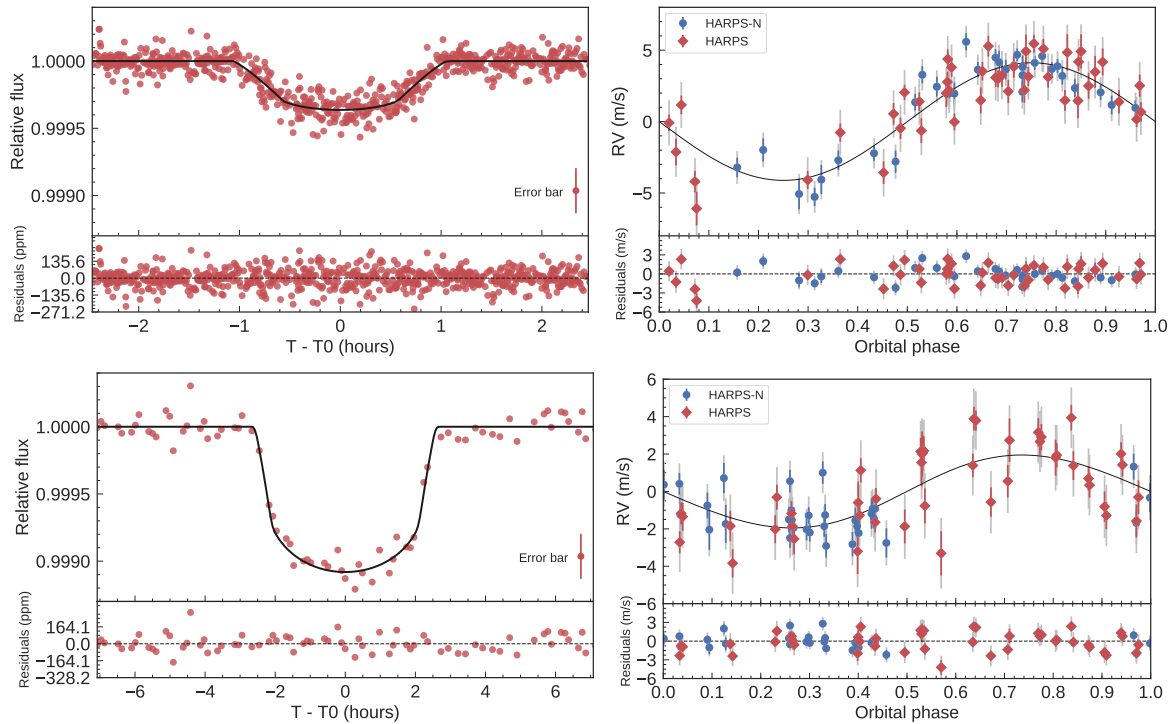 1.0000
0.9995
0.9990
Relative flux
Error bar
135.6
0.0
−135.6
−271.2
Residuals (ppm)
−2 −1 0 1 2
T - T0 (hours)
HARPS-N
HARPS
5
0
−5
RV (m/s)
3
0
−3
−6
Residuals (m/s)
0.0 0.1 0.2 0.3 0.4 0.5 0.6 0.7 0.8 0.9 1.0
Orbital phase
1.0000
0.9995
0.9990
Relative flux
Error bar
164.1
0.0
−164.1
−328.2
Residuals (ppm)
−6 −4 −2 0 2 4 6
T - T0 (hours)
HARPS-N
HARPS
6
4
2
0
−2
−4
−6
RV (m/s)
6
3
0
−3
−6
Residuals (m/s)
0.0 0.1 0.2 0.3 0.4 0.5 0.6 0.7 0.8 0.9 1.0
Orbital phase